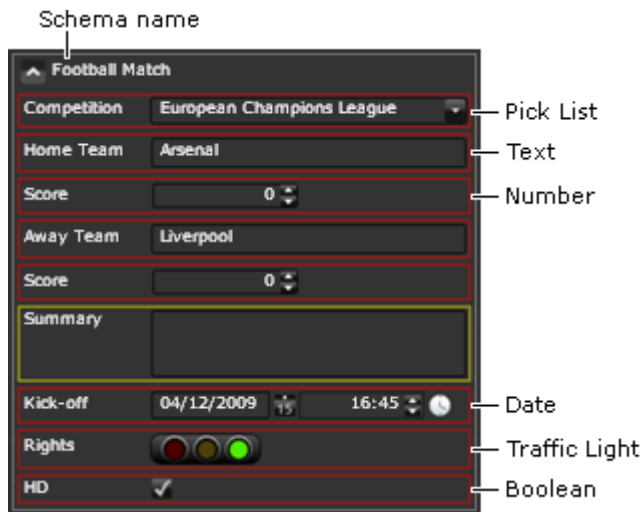 Schema name
Football Match
Competition European Champions League Pick List
Home Team Arsenal Text
Score 0 Number
Away Team Liverpool
Score 0
Summary
Kick-off 04/12/2009 15 16:45 Date
Rights Traffic Light
HD Boolean